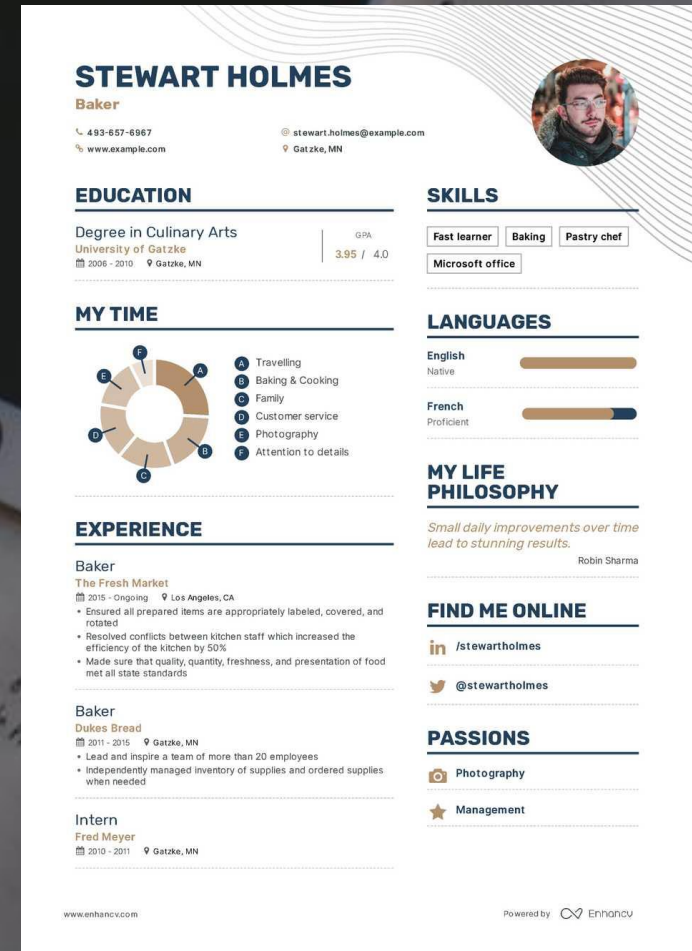 STEWART HOLMES
Baker
493-657-6967
stewart.holmes@example.com
www.example.com
Gatzke, MN
EDUCATION
Degree in Culinary Arts
University of Gatzke
2006 - 2010 Gatzke, MN
GPA
3.95 / 4.0
MY TIME
F
A
E
D
B
C
A Travelling
B Baking & Cooking
C Family
D Customer service
E Photography
F Attention to details
EXPERIENCE
Baker
The Fresh Market
2015 - Ongoing Los Angeles, CA
• Ensured all prepared items are appropriately labeled, covered, and
rotated
• Resolved conflicts between kitchen staff which increased the
efficiency of the kitchen by 50%
• Made sure that quality, quantity, freshness, and presentation of food
met all state standards
Baker
Dukes Bread
2011 - 2015 Gatzke, MN
• Lead and inspire a team of more than 20 employees
• Independently managed inventory of supplies and ordered supplies
when needed
Intern
Fred Meyer
2010 - 2011 Gatzke, MN
SKILLS
Fast learner Baking Pastry chef
Microsoft office
LANGUAGES
English
Native
French
Proficient
MY LIFE
PHILOSOPHY
Small daily improvements over time
lead to stunning results.
Robin Sharma
FIND ME ONLINE
in /stewartholmes
@stewartholmes
PASSIONS
Photography
Management
www.enhancv.com
Powered by Enhancv